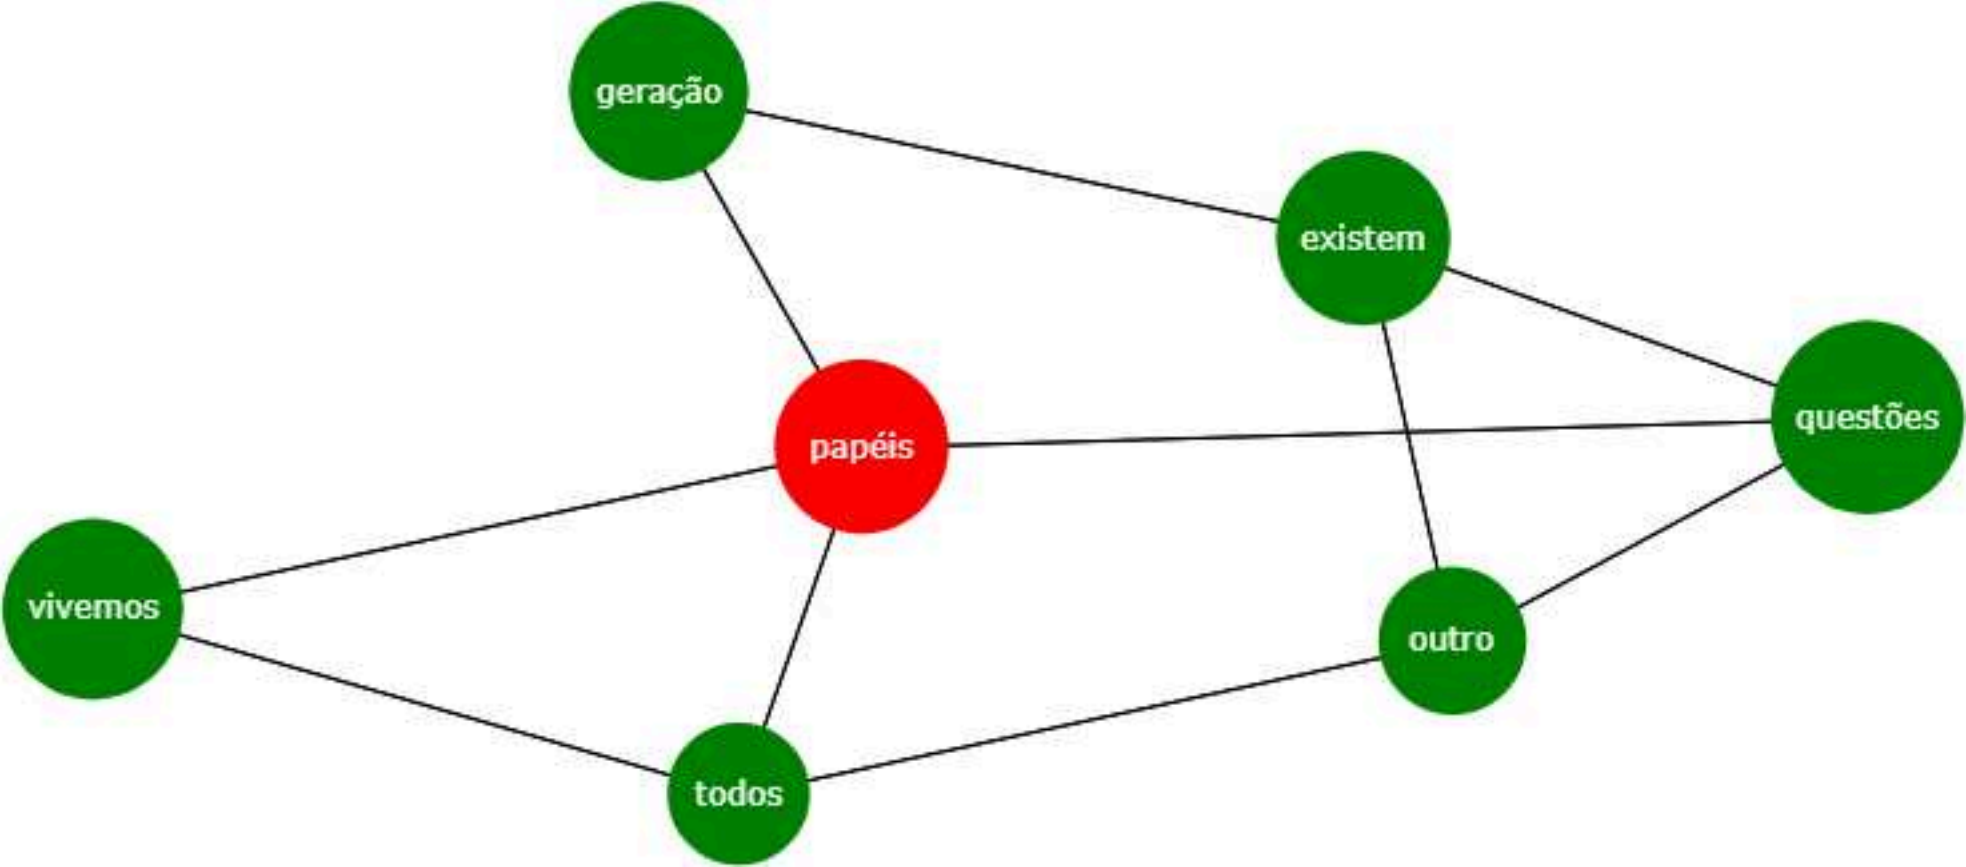 geração
existem
questões
papéis
vivemos
outro
todos